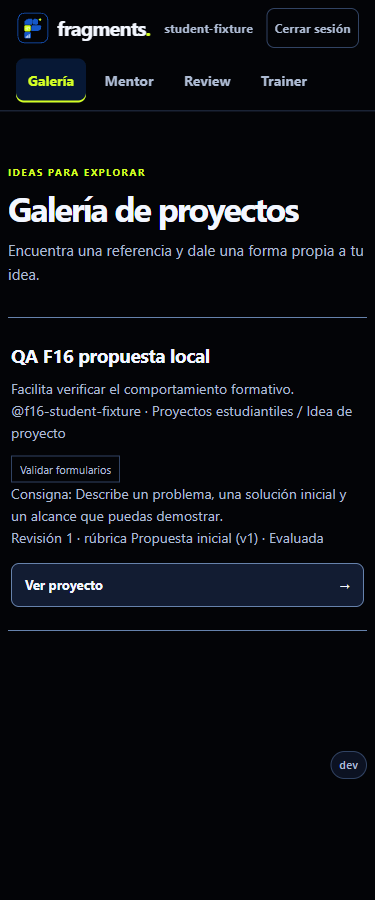 fragments.
student-fixture
Cerrar sesión
Galería
Mentor
Review
Trainer
IDEAS PARA EXPLORAR
Galería de proyectos
Encuentra una referencia y dale una forma propia a tu
idea.
QA F16 propuesta local
Facilita verificar el comportamiento formativo.
@f16-student-fixture · Proyectos estudiantiles / Idea de
proyecto
Validar formularios
Consigna: Describe un problema, una solución inicial y
un alcance que puedas demostrar.
Revisión 1 · rúbrica Propuesta inicial (v1) · Evaluada
Ver proyecto →
dev